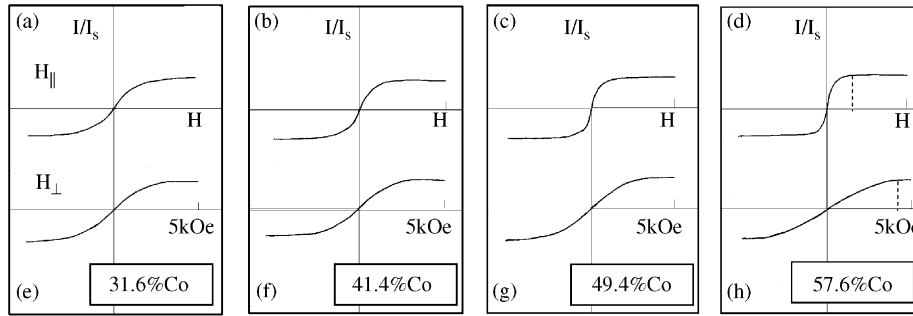 (a) I/Iₛ
H∥
H
H⊥
5kOe
(e) 31.6%Co
(b) I/Iₛ
H
5kOe
(f) 41.4%Co
(c) I/Iₛ
H
5kOe
(g) 49.4%Co
(d) I/Iₛ
H
5kOe
(h) 57.6%Co